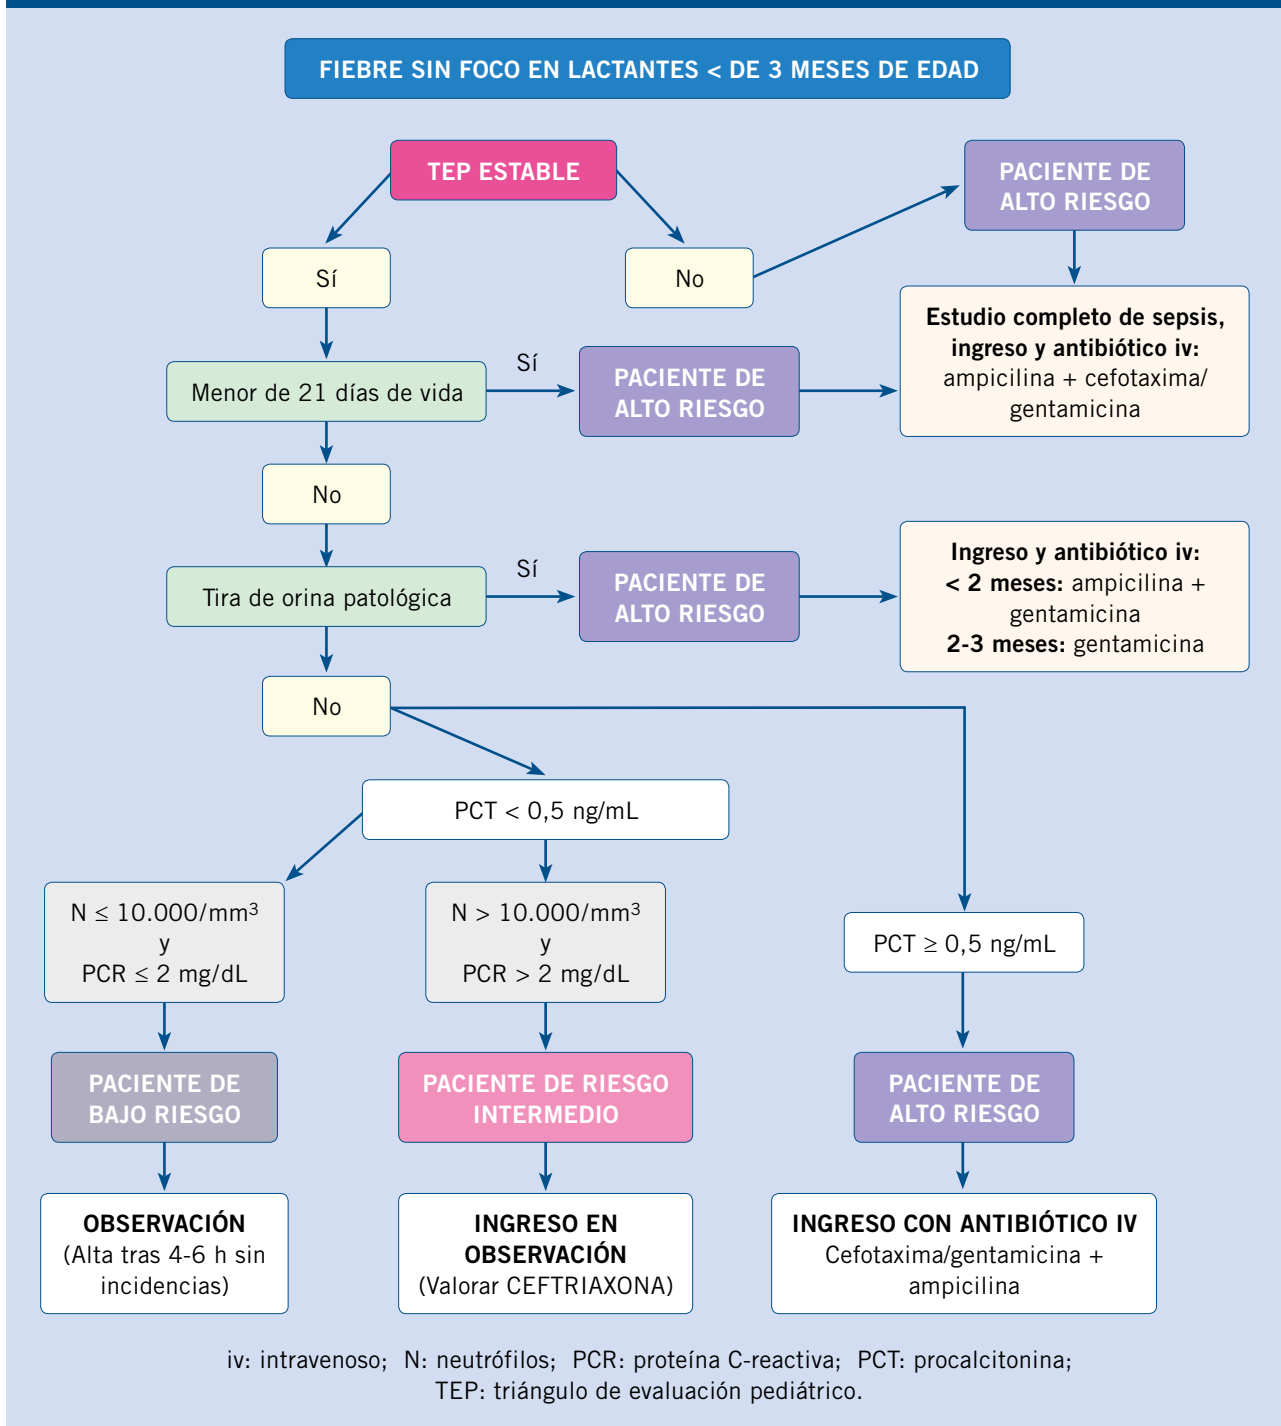 FIEBRE SIN FOCO EN LACTANTES < DE 3 MESES DE EDAD
TEP ESTABLE
PACIENTE DE
ALTO RIESGO
Sí
No
Estudio completo de sepsis,
ingreso y antibiótico iv:
ampicilina + cefotaxima/
gentamicina
Menor de 21 días de vida
Sí
PACIENTE DE
ALTO RIESGO
No
Tira de orina patológica
Sí
PACIENTE DE
ALTO RIESGO
Ingreso y antibiótico iv:
< 2 meses: ampicilina +
gentamicina
2-3 meses: gentamicina
No
PCT < 0,5 ng/mL
N ≤ 10.000/mm³
y
PCR ≤ 2 mg/dL
N > 10.000/mm³
y
PCR > 2 mg/dL
PCT ≥ 0,5 ng/mL
PACIENTE DE
BAJO RIESGO
PACIENTE DE RIESGO
INTERMEDIO
PACIENTE DE
ALTO RIESGO
OBSERVACIÓN
(Alta tras 4-6 h sin
incidencias)
INGRESO EN
OBSERVACIÓN
(Valorar CEFTRIAXONA)
INGRESO CON ANTIBIÓTICO IV
Cefotaxima/gentamicina +
ampicilina
iv: intravenoso; N: neutrófilos; PCR: proteína C-reactiva; PCT: procalcitonina;
TEP: triángulo de evaluación pediátrico.